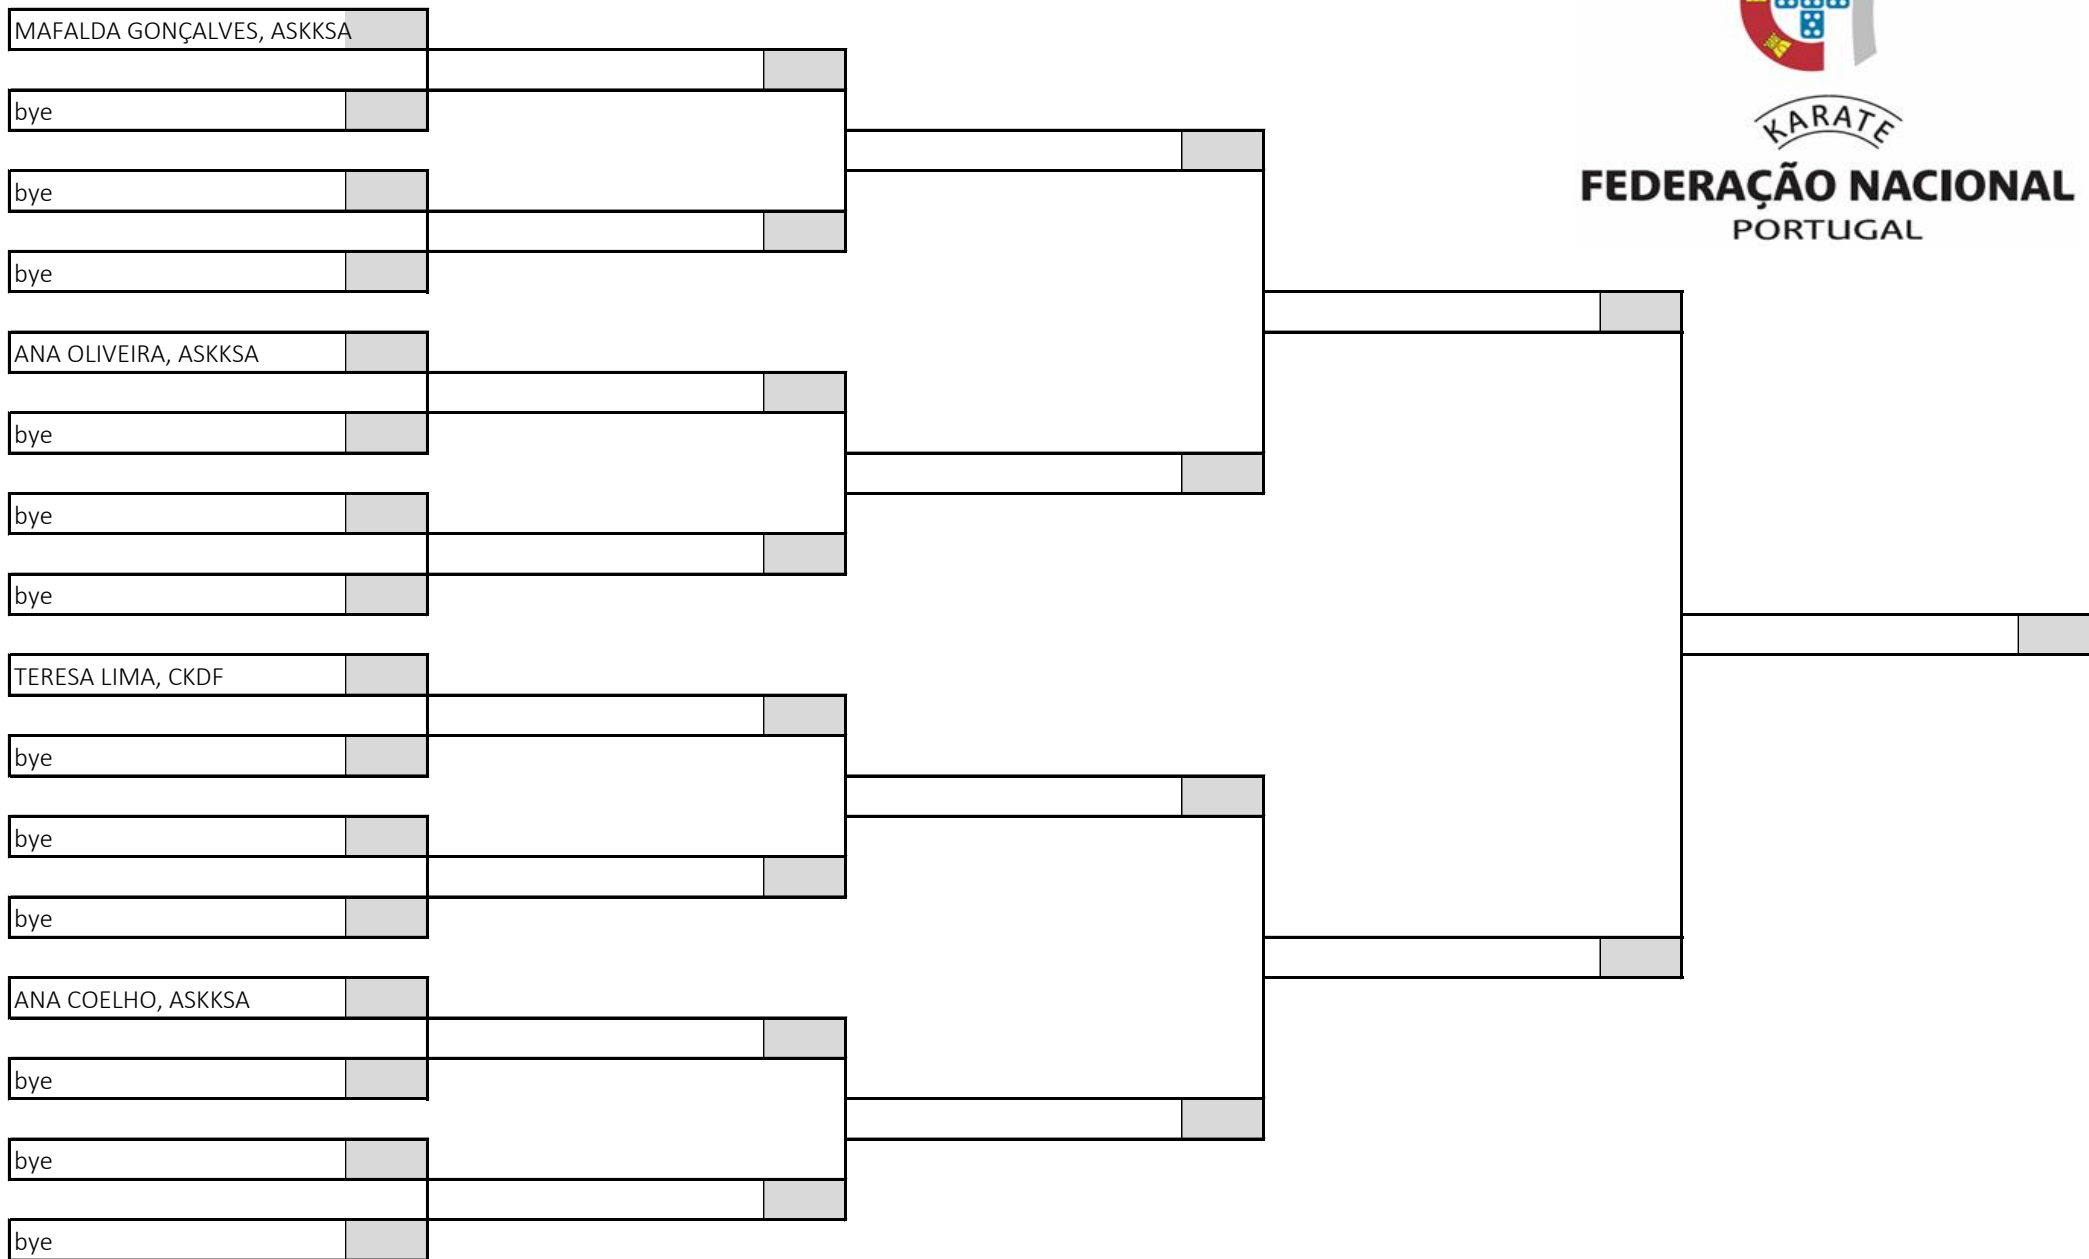 MAFALDA GONÇALVES, ASKKSA
bye
bye
bye
ANA OLIVEIRA, ASKKSA
bye
bye
bye
TERESA LIMA, CKDF
bye
bye
bye
ANA COELHO, ASKKSA
bye
bye
bye
KARATE
FEDERAÇÃO NACIONAL
PORTUGAL